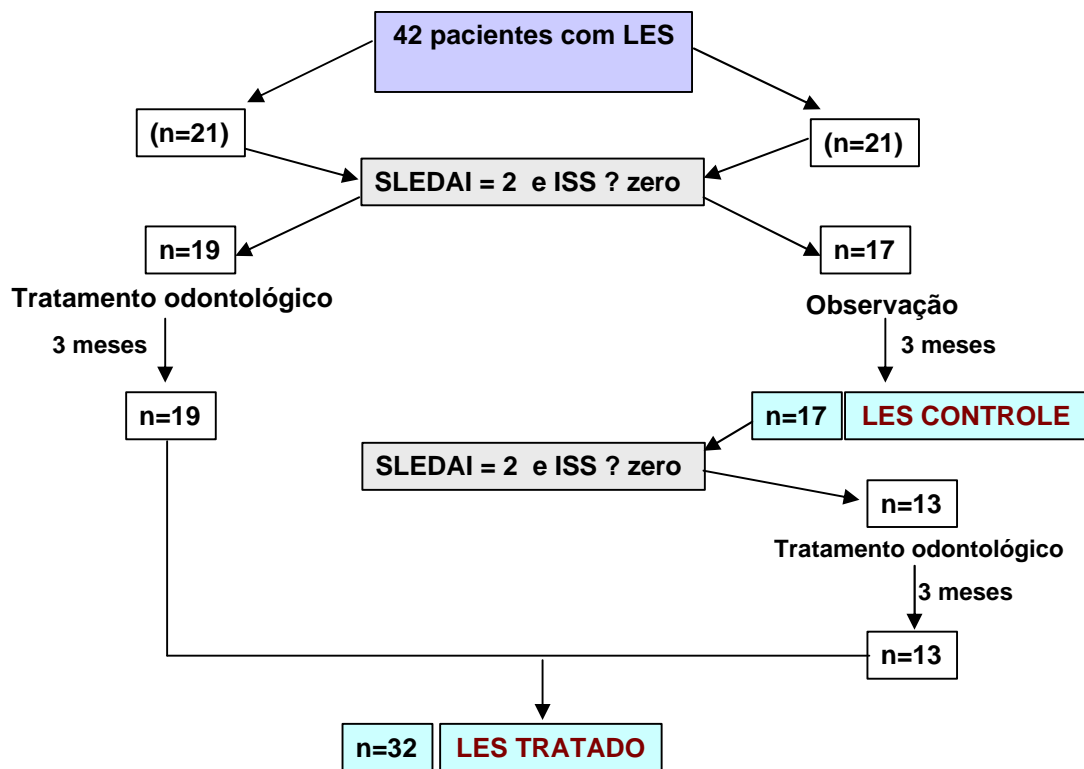 42 pacientes com LES
(n=21)
(n=21)
SLEDAI = 2 e ISS ? zero
n=19
n=17
Tratamento odontológico
Observação
3 meses
3 meses
n=19
n=17
LES CONTROLE
SLEDAI = 2 e ISS ? zero
n=13
Tratamento odontológico
3 meses
n=13
n=32
LES TRATADO